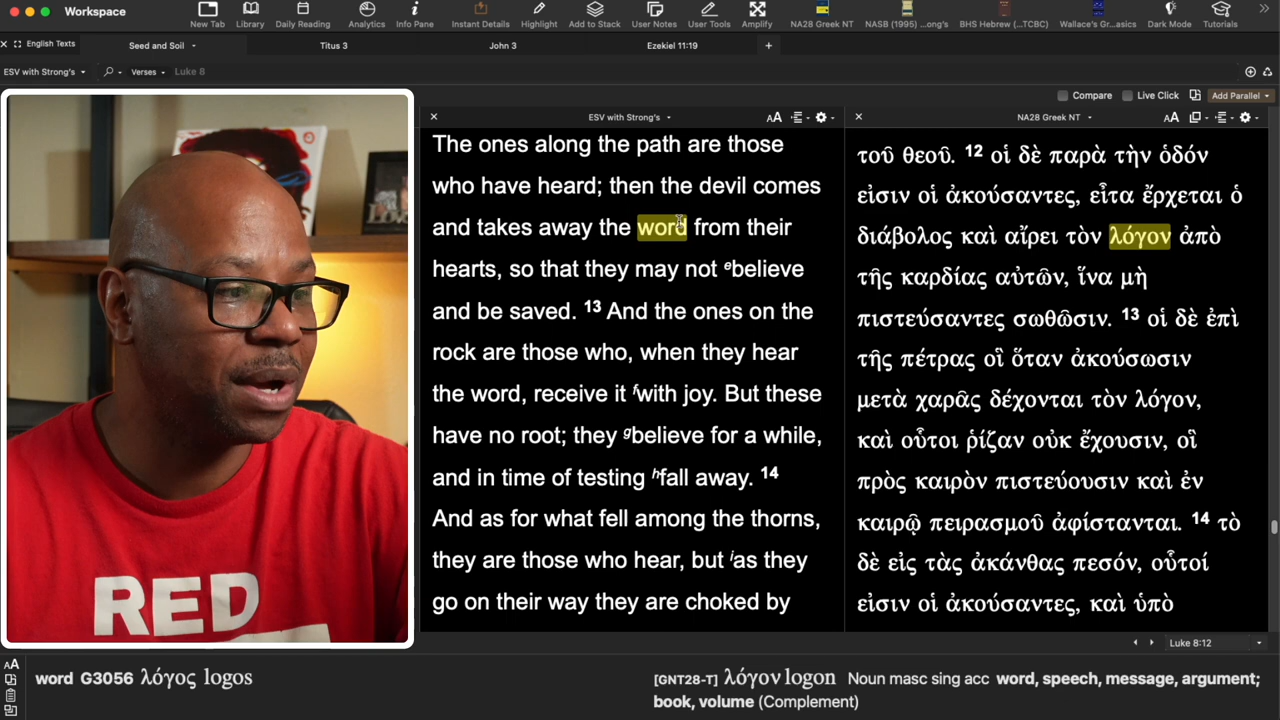 Workspace
New Tab
Library
Daily Reading
Analytics
Info Pane
Instant Details
Highlight
Add to Stack
User Notes
User Tools
Amplify
NA28 Greek NT
NASB (1995) ...ong's
BHS Hebrew (...TCBC)
Wallace's Gr...asics
Dark Mode
Tutorials
English Texts
Seed and Soil
Titus 3
John 3
Ezekiel 11:19
ESV with Strong's
Verses
Luke 8
Compare
Live Click
Add Parallel
ESV with Strong's
The ones along the path are those
who have heard; then the devil comes
and takes away the word from their
hearts, so that they may not ᵉbelieve
and be saved. 13 And the ones on the
rock are those who, when they hear
the word, receive it ᶠwith joy. But these
have no root; they ᵍbelieve for a while,
and in time of testing ʰfall away. 14
And as for what fell among the thorns,
they are those who hear, but ⁱas they
go on their way they are choked by
NA28 Greek NT
τοῦ θεοῦ. 12 οἱ δὲ παρὰ τὴν ὁδόν
εἰσιν οἱ ἀκούσαντες, εἶτα ἔρχεται ὁ
διάβολος καὶ αἴρει τὸν λόγον ἀπὸ
τῆς καρδίας αὐτῶν, ἵνα μὴ
πιστεύσαντες σωθῶσιν. 13 οἱ δὲ ἐπὶ
τῆς πέτρας οἳ ὅταν ἀκούσωσιν
μετὰ χαρᾶς δέχονται τὸν λόγον,
καὶ οὗτοι ῥίζαν οὐκ ἔχουσιν, οἳ
πρὸς καιρὸν πιστεύουσιν καὶ ἐν
καιρῷ πειρασμοῦ ἀφίστανται. 14 τὸ
δὲ εἰς τὰς ἀκάνθας πεσόν, οὗτοί
εἰσιν οἱ ἀκούσαντες, καὶ ὑπὸ
Luke 8:12
RED
word G3056 λόγος logos
[GNT28-T] λόγον logon Noun masc sing acc word, speech, message, argument;
book, volume (Complement)